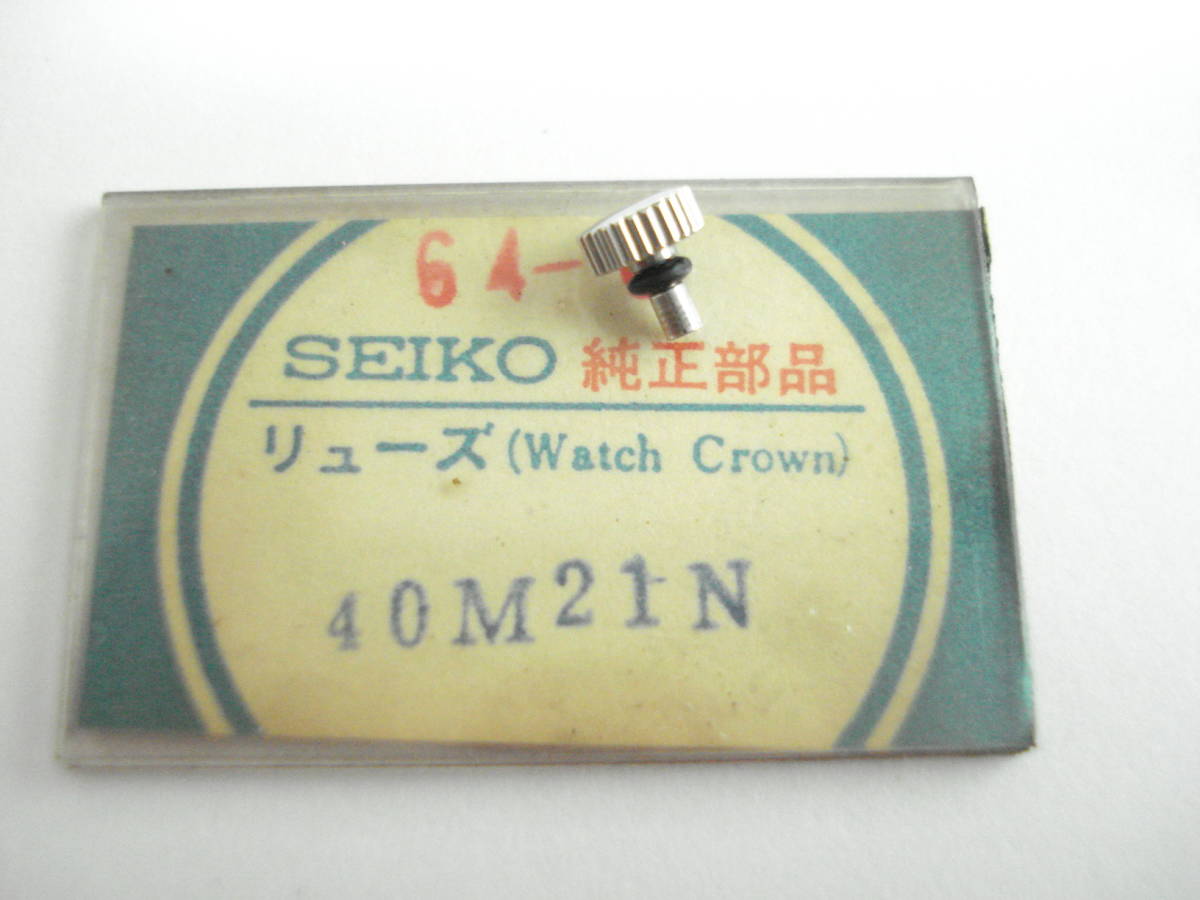 64-
SEIKO 純正部品
リューズ (Watch Crown)
40M21N